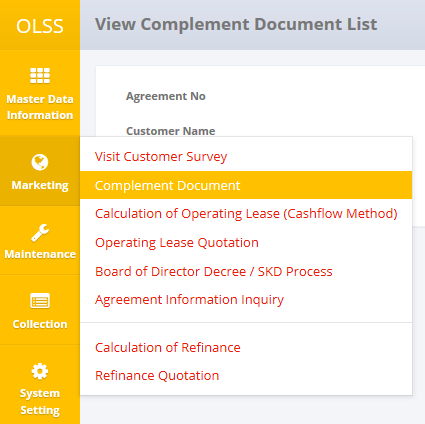 OLSS
View Complement Document List
Master Data
Information
Marketing
Maintenance
Collection
System
Setting
Agreement No
Customer Name
Visit Customer Survey
Complement Document
Calculation of Operating Lease (Cashflow Method)
Operating Lease Quotation
Board of Director Decree / SKD Process
Agreement Information Inquiry
Calculation of Refinance
Refinance Quotation